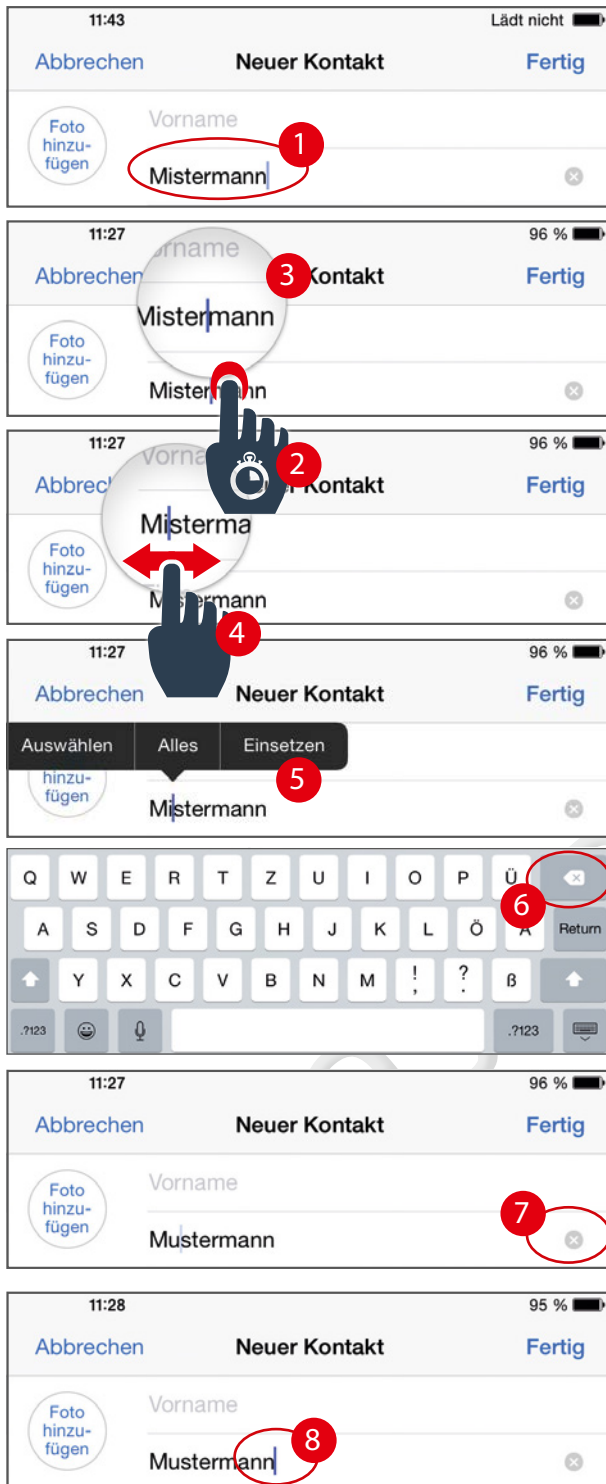 11:43 Lädt nicht
Abbrechen Neuer Kontakt Fertig
Foto
hinzu-
fügen
Vorname
1
Mistermann
11:27 96 %
Abbrechen Kontakt Fertig
3
Mistermann
Foto
hinzu-
fügen
Mistermann
11:27 96 %
2
Abbrec Neuer Kontakt Fertig
Misterma
Foto
hinzu-
fügen
Mistermann
4
11:27 96 %
Abbrechen Neuer Kontakt Fertig
Auswählen Alles Einsetzen
hinzu-
fügen
5
Mistermann
Q W E R T Z U I O P Ü
6
A S D F G H J K L Ö Ä Return
Y X C V B N M ! , ? . ß
.?123 .?123
11:27 96 %
Abbrechen Neuer Kontakt Fertig
Foto
hinzu-
fügen
Vorname
7
Mustermann
11:28 95 %
Abbrechen Neuer Kontakt Fertig
Foto
hinzu-
fügen
Vorname
8
Mustermann